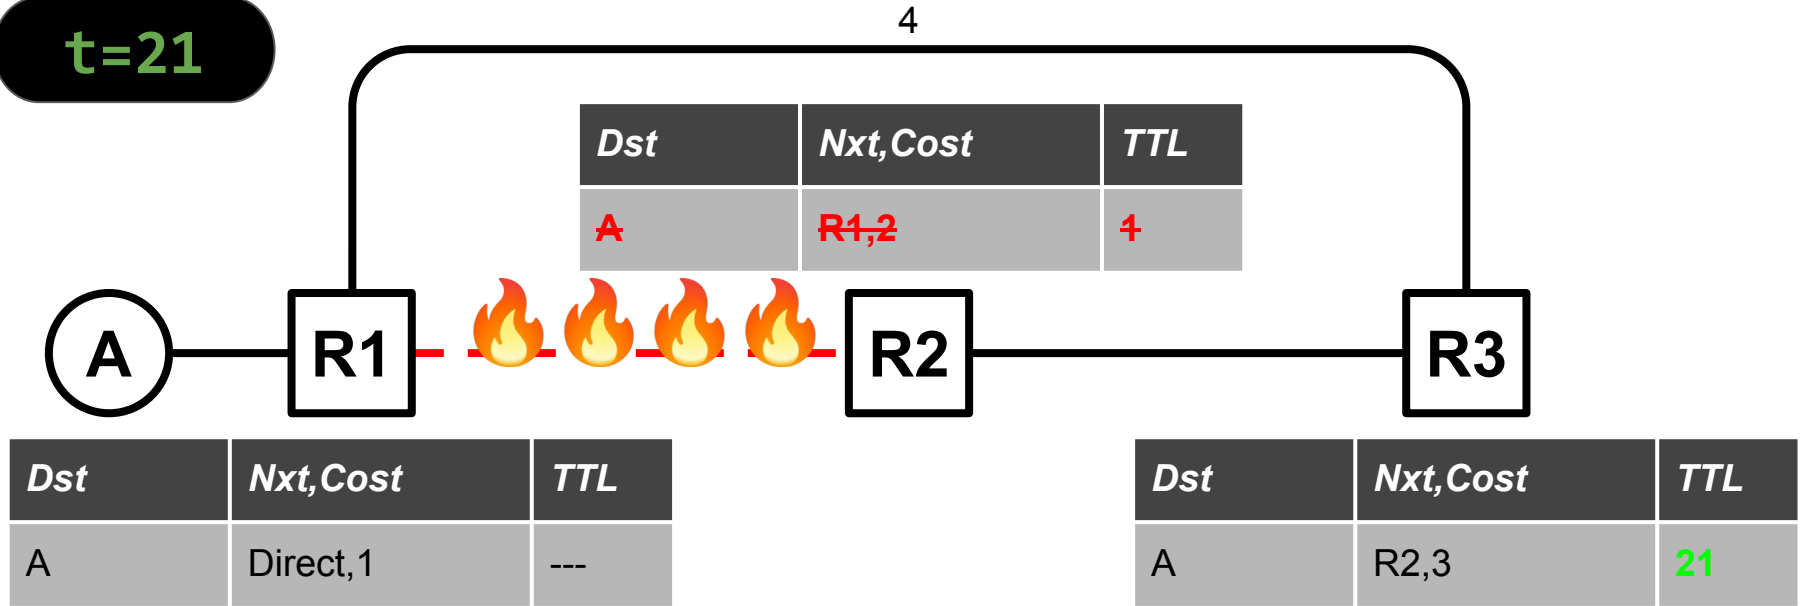 t=21
4
Dst Nxt,Cost TTL
A R1,2 1
A R1 R2 R3
Dst Nxt,Cost TTL
A Direct,1 ---
Dst Nxt,Cost TTL
A R2,3 21